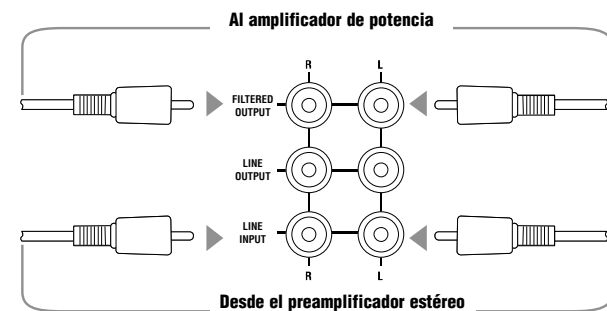 Al amplificador de potencia
R L
FILTERED
OUTPUT
LINE
OUTPUT
LINE
INPUT
R L
Desde el preamplificador estéreo